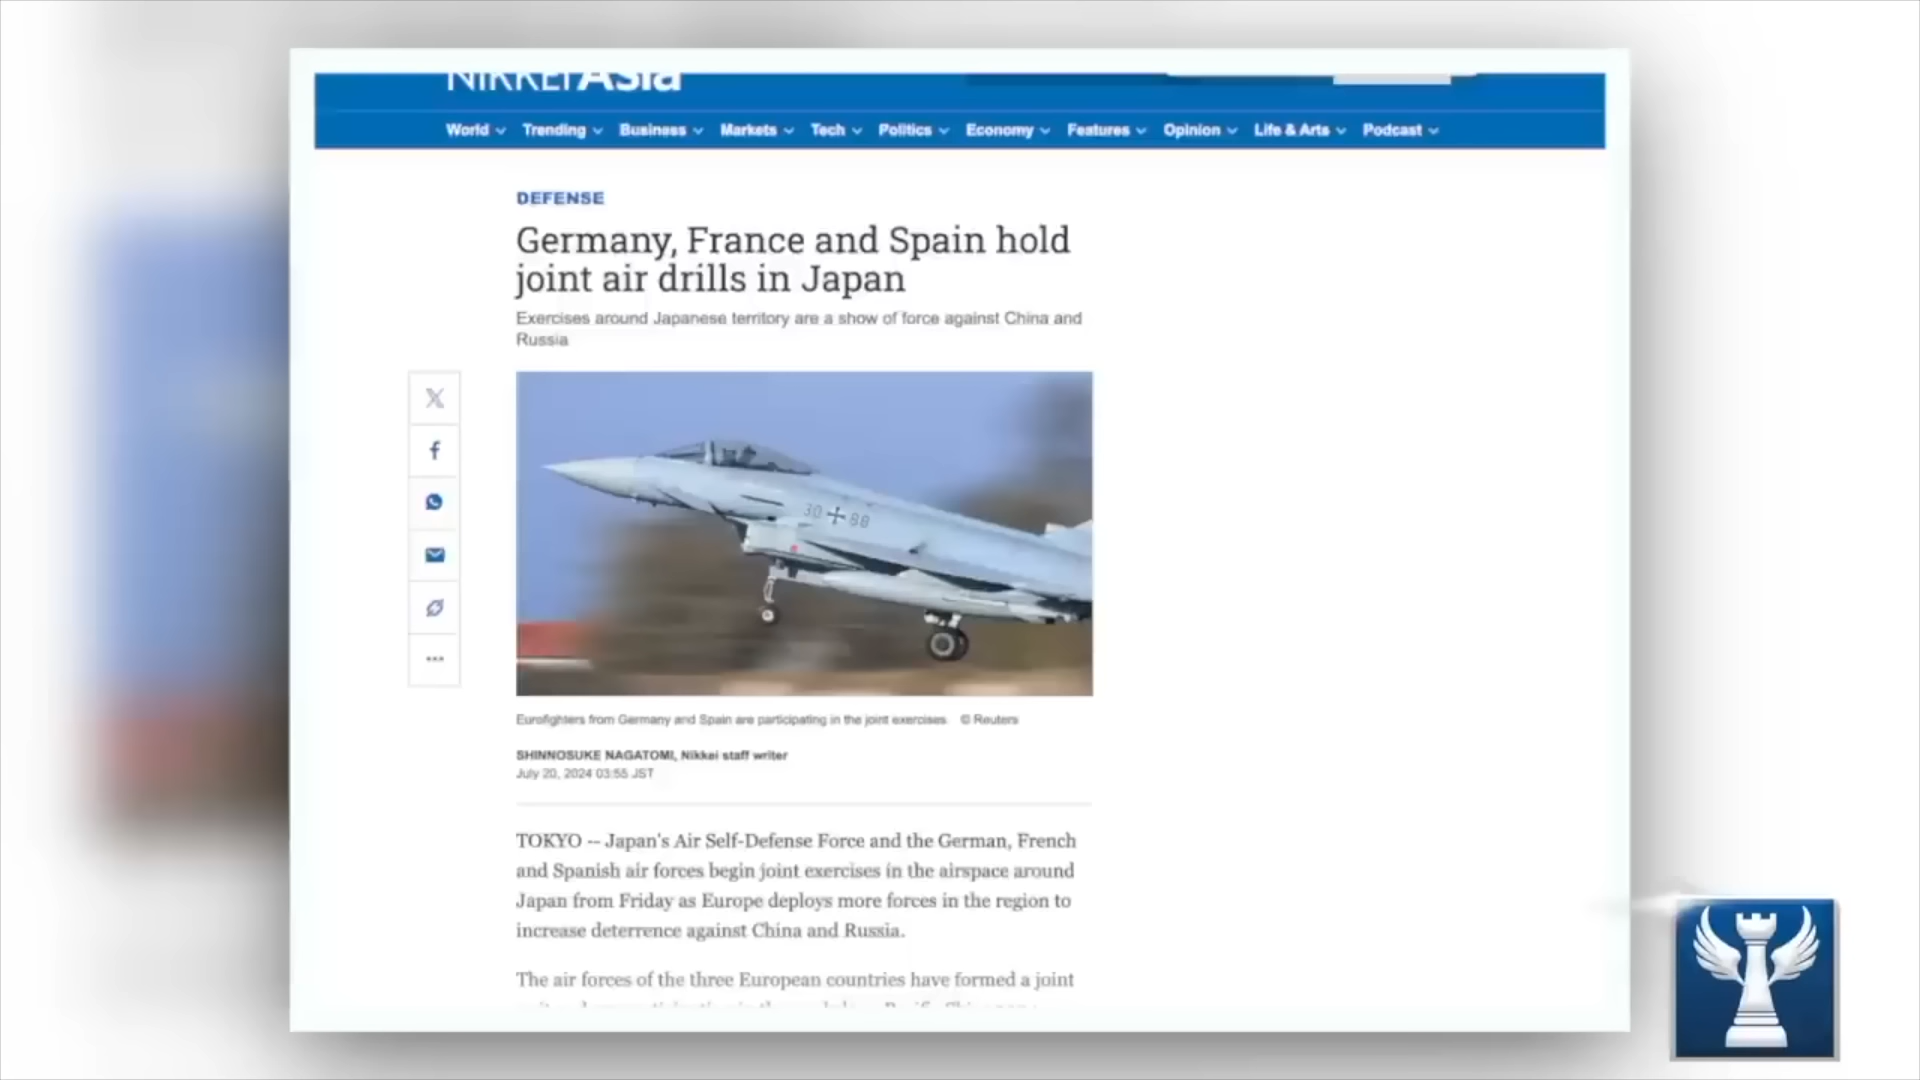 NIKKEI Asia
World Trending Business Markets Tech Politics Economy Features Opinion Life & Arts Podcast
DEFENSE
Germany, France and Spain hold
joint air drills in Japan
Exercises around Japanese territory are a show of force against China and
Russia
30 88
Eurofighters from Germany and Spain are participating in the joint exercises. © Reuters
SHINNOSUKE NAGATOMI, Nikkei staff writer
July 20, 2024 03:55 JST
TOKYO -- Japan's Air Self-Defense Force and the German, French
and Spanish air forces begin joint exercises in the airspace around
Japan from Friday as Europe deploys more forces in the region to
increase deterrence against China and Russia.
The air forces of the three European countries have formed a joint